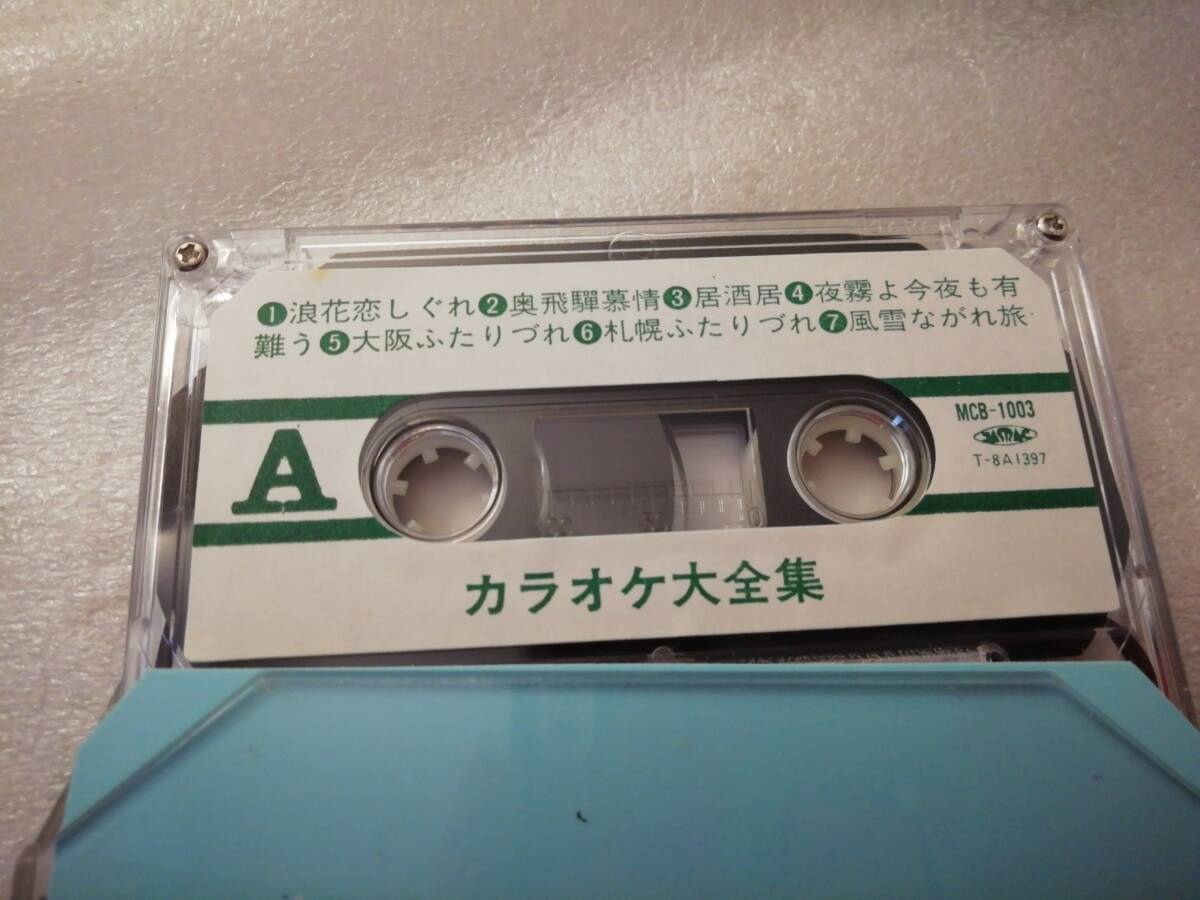 ❶浪花恋しぐれ❷奥飛驒慕情❸居酒居❹夜霧よ今夜も有
難う❺大阪ふたりづれ❻札幌ふたりづれ❼風雪ながれ旅
A
MCB-1003
T-8A1397
カラオケ大全集